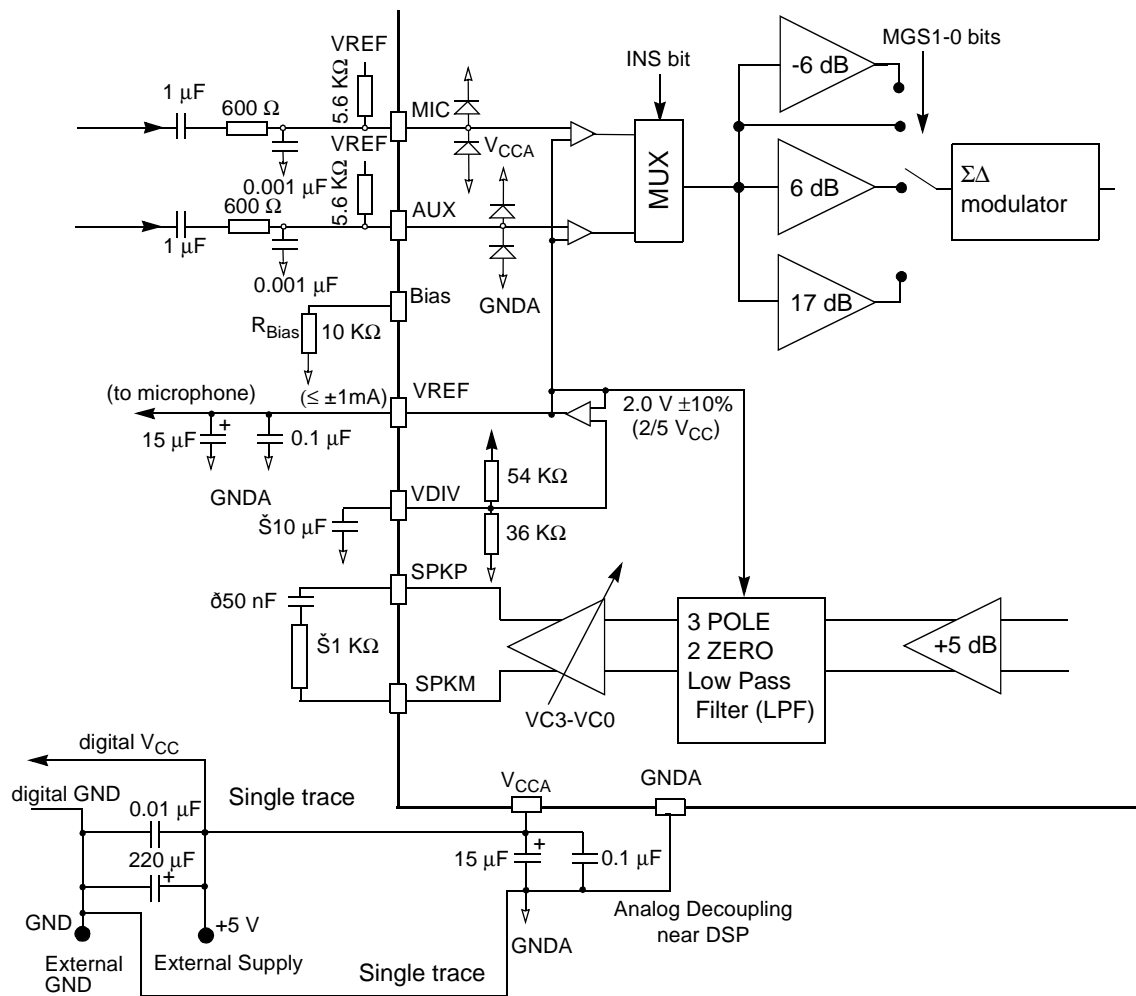 VREF
5.6 KΩ
1 µF
600 Ω
MIC
0.001 µF
VREF
5.6 KΩ
V_CCA
INS bit
MUX
MGS1-0 bits
-6 dB
6 dB
17 dB
ΣΔ
modulator
600 Ω
AUX
1 µF
0.001 µF
GNDA
Bias
R_Bias
10 KΩ
(to microphone)
(≤ ±1mA)
VREF
2.0 V ±10%
(2/5 V_CC)
15 µF
+
0.1 µF
GNDA
54 KΩ
VDIV
Š10 µF
36 KΩ
SPKP
ð50 nF
Š1 KΩ
SPKM
VC3-VC0
3 POLE
2 ZERO
Low Pass
Filter (LPF)
+5 dB
digital V_CC
digital GND
0.01 µF
Single trace
V_CCA
GNDA
220 µF
+
15 µF
+
0.1 µF
GND
+5 V
External
GND
External Supply
Single trace
GNDA
Analog Decoupling
near DSP